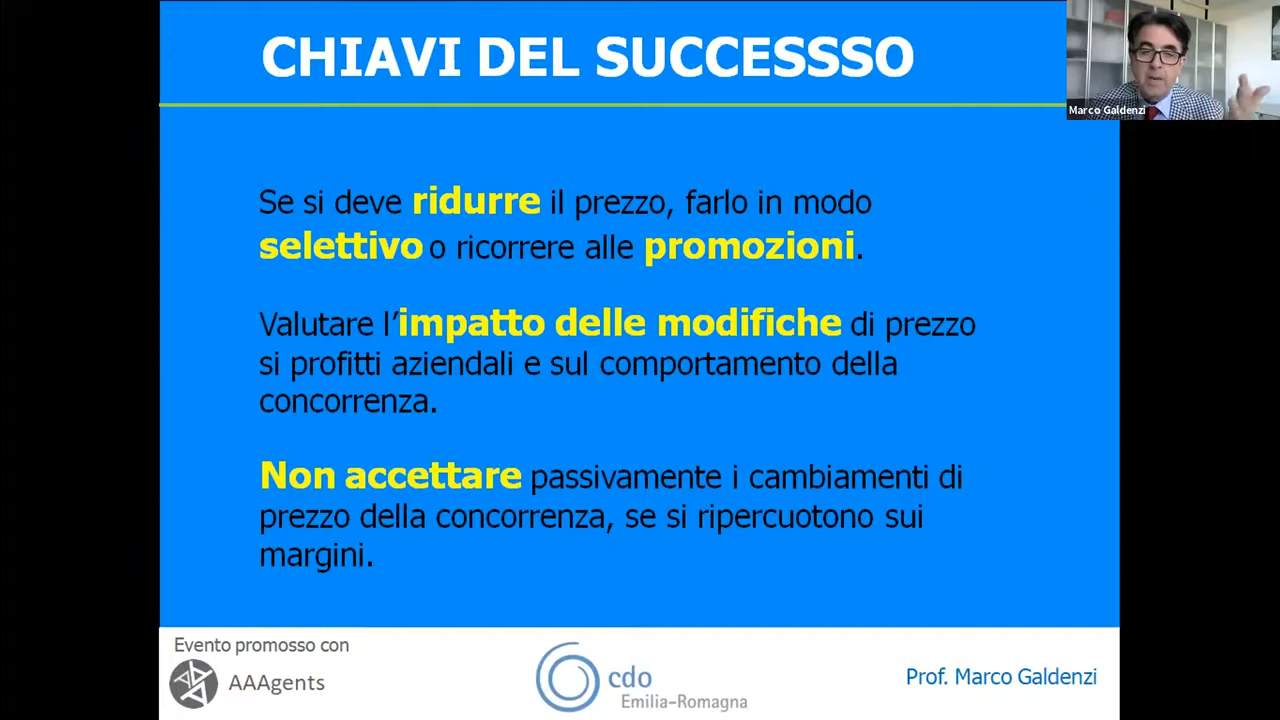 CHIAVI DEL SUCCESSSO
Marco Galdenzi
Se si deve ridurre il prezzo, farlo in modo
selettivo o ricorrere alle promozioni.
Valutare l'impatto delle modifiche di prezzo
si profitti aziendali e sul comportamento della
concorrenza.
Non accettare passivamente i cambiamenti di
prezzo della concorrenza, se si ripercuotono sui
margini.
Evento promosso con
AAAgents
cdo
Emilia-Romagna
Prof. Marco Galdenzi